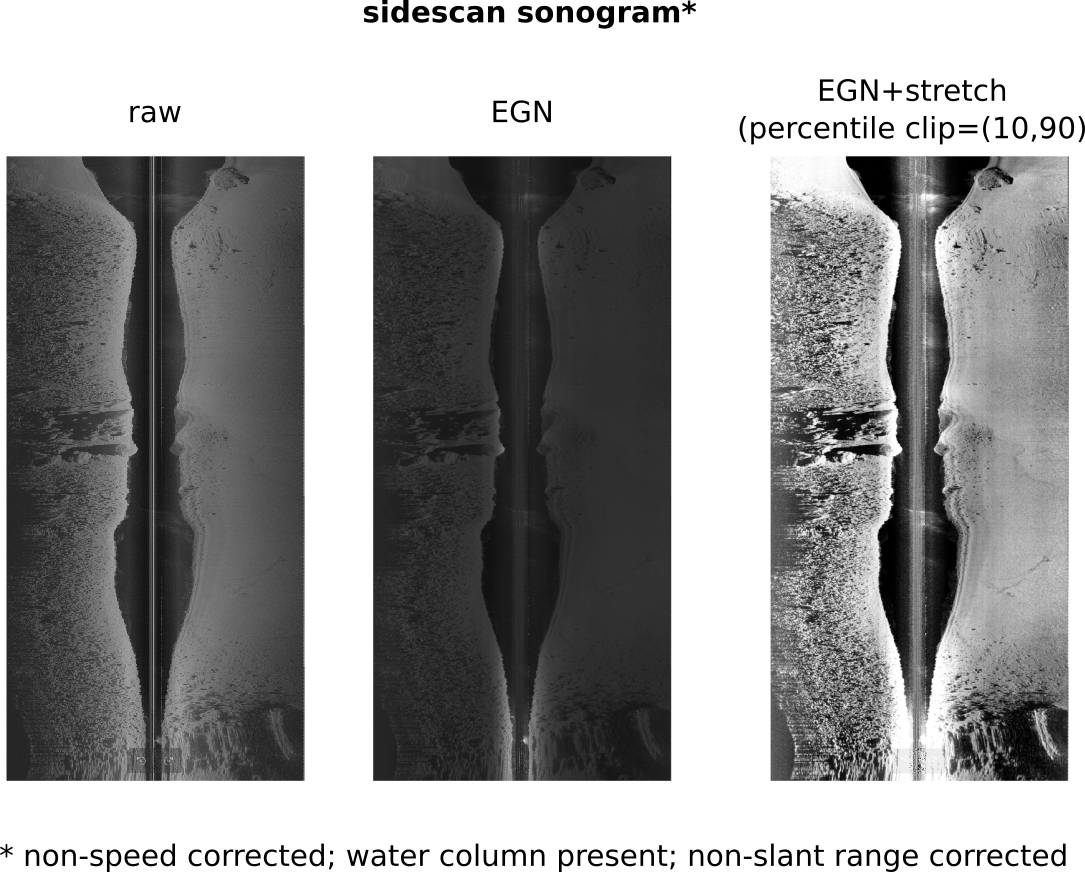 sidescan sonogram*
raw
EGN
EGN+stretch
(percentile clip=(10,90)
* non-speed corrected; water column present; non-slant range corrected